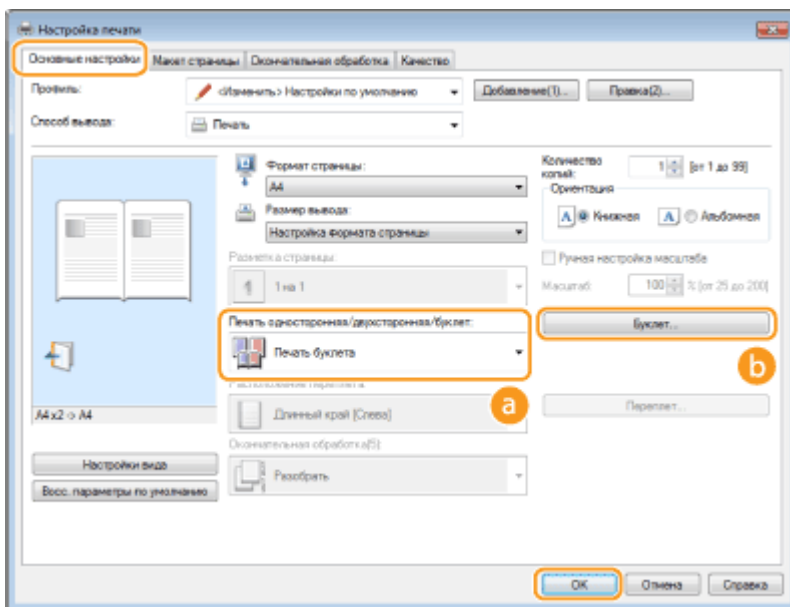 Настройка печати
Основные настройки Макет страницы Окончательная обработка Качество
Профиль: <Изменить> Настройки по умолчанию Добавление(1)... Правка(2)...
Способ вывода: Печать
Формат страницы:
A4
Размер вывода:
Настройка формата страницы
Количество копий: 1 [от 1 до 99]
Ориентация
A Книжная A Альбомная
Разметка страницы:
1 на 1
Ручная настройка масштаба
Масштаб: 100 % [от 25 до 200]
Печать односторонняя/двухсторонняя/буклет:
Печать буклета
Буклет...
a
b
Расположение переплета:
Длинный край [Слева]
Переплет...
A4x2 -> A4
Окончательная обработка(5):
Разобрать
Настройки вида
Восс. параметры по умолчанию
OK Отмена Справка